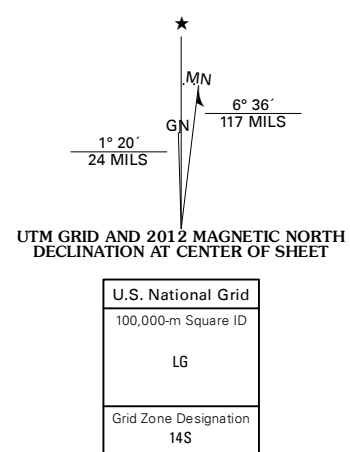 ★
MN
GN
6° 36´
117 MILS
1° 20´
24 MILS
UTM GRID AND 2012 MAGNETIC NORTH
DECLINATION AT CENTER OF SHEET
U.S. National Grid
100,000-m Square ID
LG
Grid Zone Designation
14S